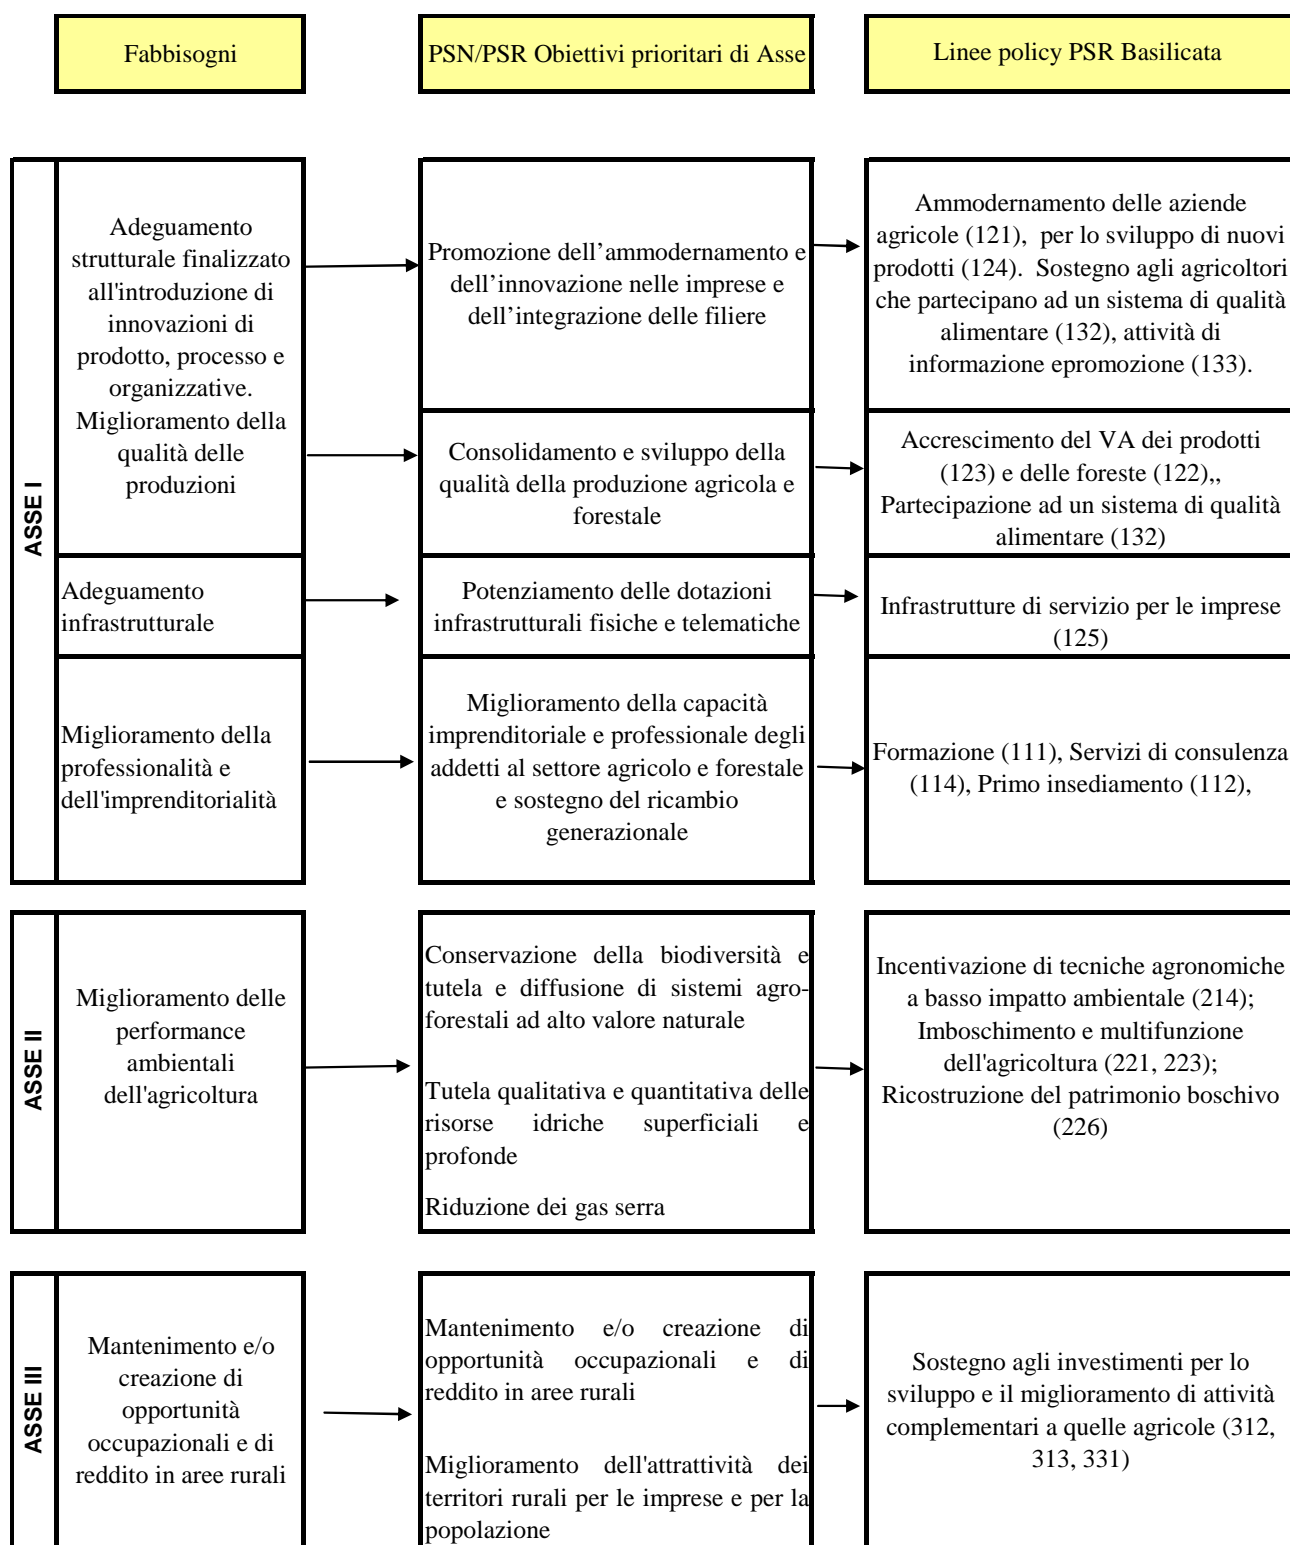 Fabbisogni
PSN/PSR Obiettivi prioritari di Asse
Linee policy PSR Basilicata
ASSE I
Adeguamento
strutturale finalizzato
all'introduzione di
innovazioni di
prodotto, processo e
organizzative.
Miglioramento della
qualità delle
produzioni
Promozione dell’ammodernamento e
dell’innovazione nelle imprese e
dell’integrazione delle filiere
Ammodernamento delle aziende
agricole (121), per lo sviluppo di nuovi
prodotti (124). Sostegno agli agricoltori
che partecipano ad un sistema di qualità
alimentare (132), attività di
informazione epromozione (133).
Consolidamento e sviluppo della
qualità della produzione agricola e
forestale
Accrescimento del VA dei prodotti
(123) e delle foreste (122),,
Partecipazione ad un sistema di qualità
alimentare (132)
Adeguamento
infrastrutturale
Potenziamento delle dotazioni
infrastrutturali fisiche e telematiche
Infrastrutture di servizio per le imprese
(125)
Miglioramento della
professionalità e
dell'imprenditorialità
Miglioramento della capacità
imprenditoriale e professionale degli
addetti al settore agricolo e forestale
e sostegno del ricambio
generazionale
Formazione (111), Servizi di consulenza
(114), Primo insediamento (112),
ASSE II
Miglioramento delle
performance
ambientali
dell'agricoltura
Conservazione della biodiversità e
tutela e diffusione di sistemi agro-
forestali ad alto valore naturale
Tutela qualitativa e quantitativa delle
risorse idriche superficiali e
profonde
Riduzione dei gas serra
Incentivazione di tecniche agronomiche
a basso impatto ambientale (214);
Imboschimento e multifunzione
dell'agricoltura (221, 223);
Ricostruzione del patrimonio boschivo
(226)
ASSE III
Mantenimento e/o
creazione di
opportunità
occupazionali e di
reddito in aree rurali
Mantenimento e/o creazione di
opportunità occupazionali e di
reddito in aree rurali
Miglioramento dell'attrattività dei
territori rurali per le imprese e per la
popolazione
Sostegno agli investimenti per lo
sviluppo e il miglioramento di attività
complementari a quelle agricole (312,
313, 331)